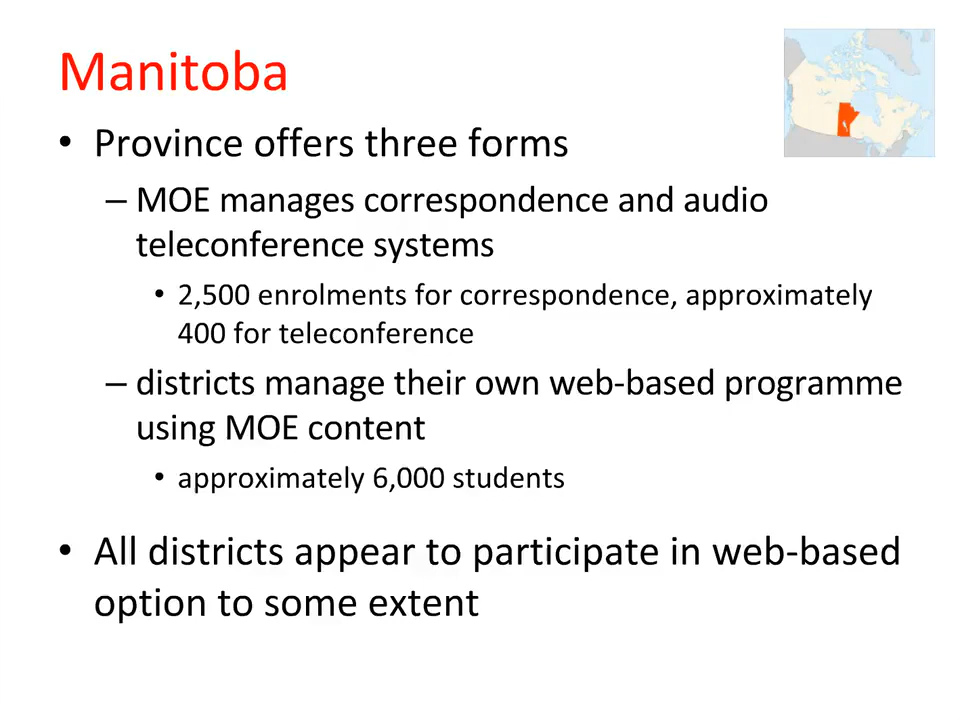 Manitoba
• Province offers three forms
– MOE manages correspondence and audio
teleconference systems
• 2,500 enrolments for correspondence, approximately
400 for teleconference
– districts manage their own web-based programme
using MOE content
• approximately 6,000 students
• All districts appear to participate in web-based
option to some extent